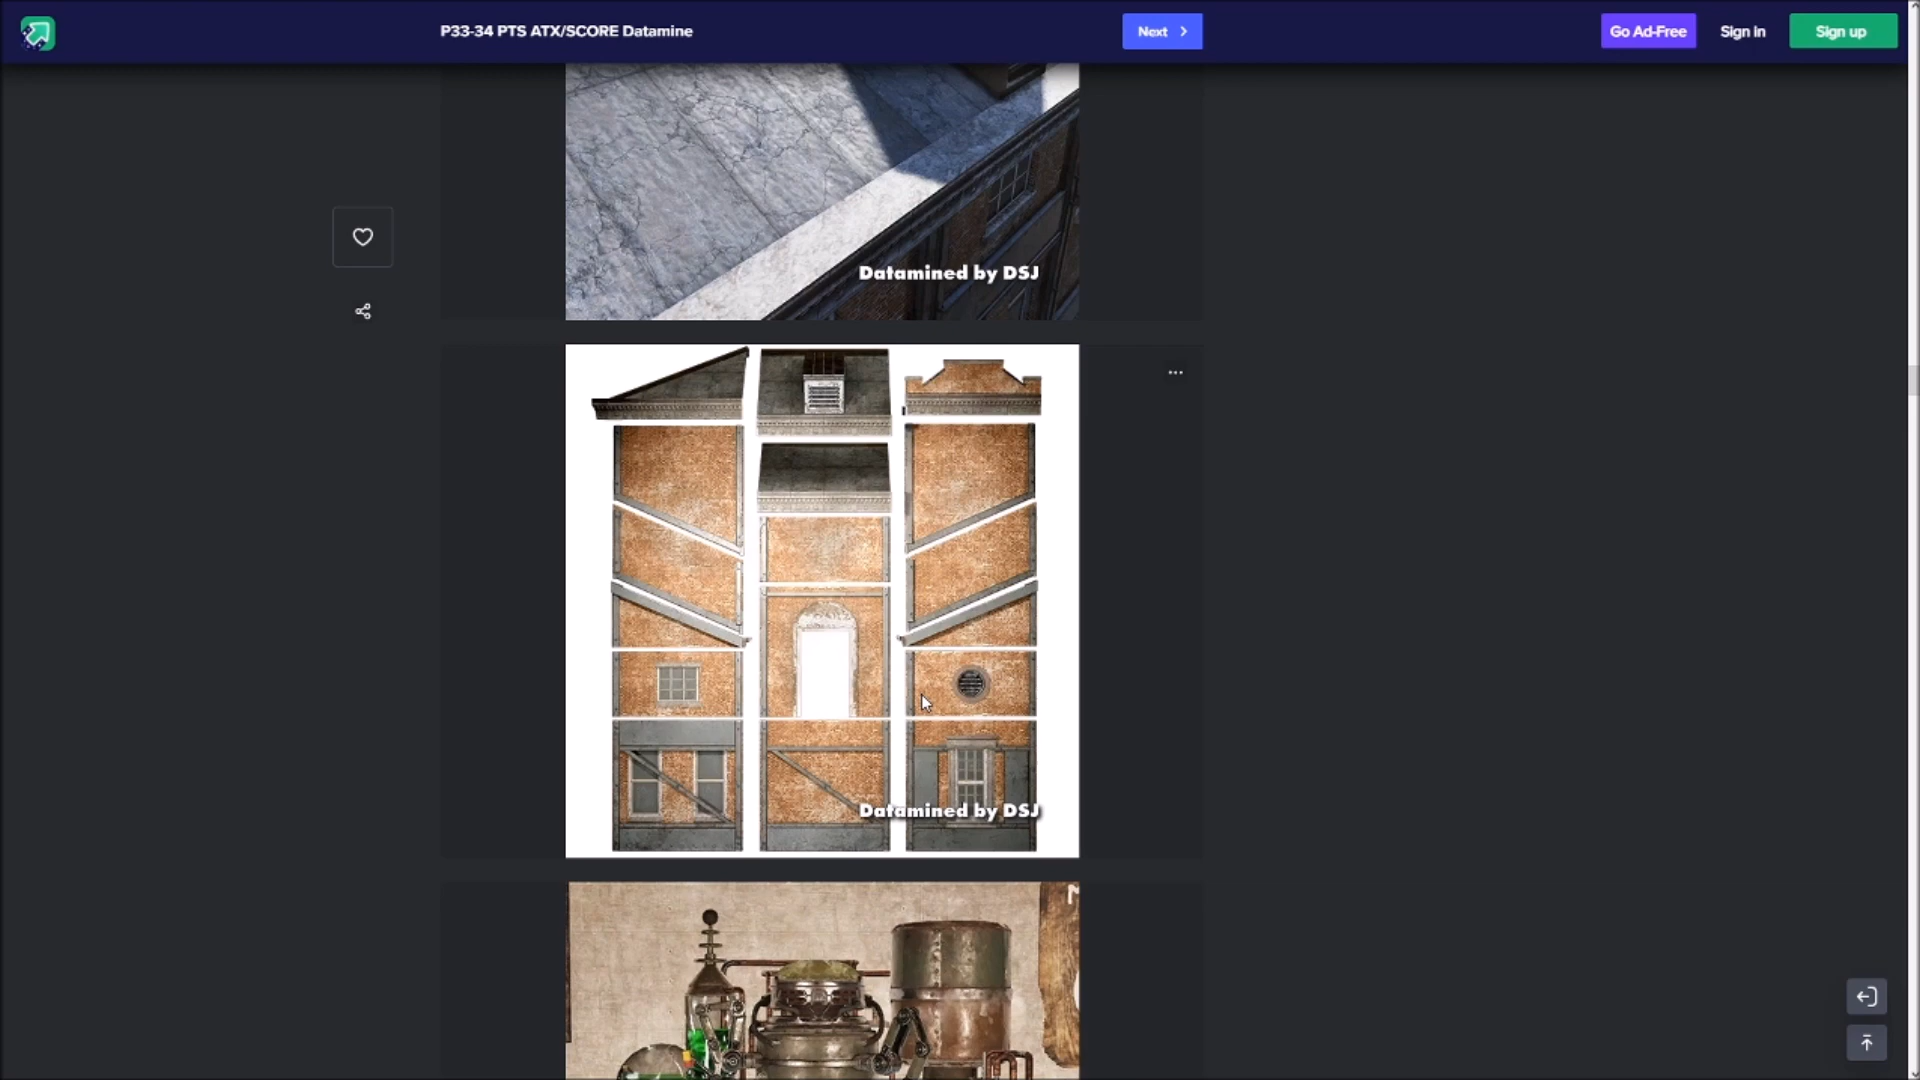 P33-34 PTS ATX/SCORE Datamine
Next
Go Ad-Free
Sign In
Sign up
Datamined by DSJ
Datamined by DSJ